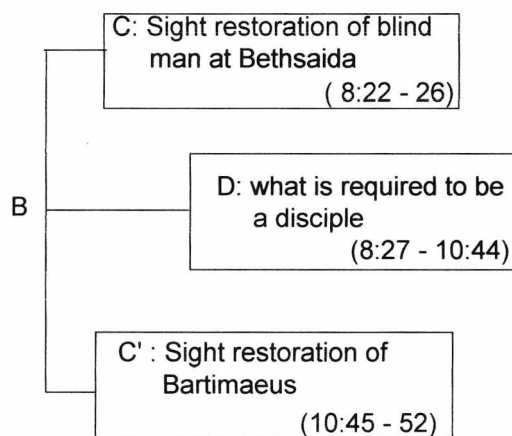 C: Sight restoration of blind
man at Bethsaida
( 8:22 - 26)
B
D: what is required to be
a disciple
(8:27 - 10:44)
C' : Sight restoration of
Bartimaeus
(10:45 - 52)